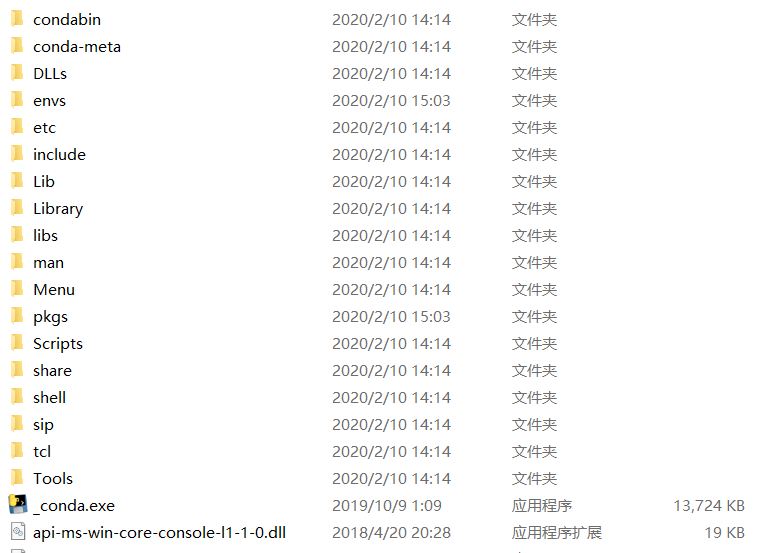 condabin 2020/2/10 14:14 文件夹
conda-meta 2020/2/10 14:14 文件夹
DLLs 2020/2/10 14:14 文件夹
envs 2020/2/10 15:03 文件夹
etc 2020/2/10 14:14 文件夹
include 2020/2/10 14:14 文件夹
Lib 2020/2/10 14:14 文件夹
Library 2020/2/10 14:14 文件夹
libs 2020/2/10 14:14 文件夹
man 2020/2/10 14:14 文件夹
Menu 2020/2/10 14:14 文件夹
pkgs 2020/2/10 15:03 文件夹
Scripts 2020/2/10 14:14 文件夹
share 2020/2/10 14:14 文件夹
shell 2020/2/10 14:14 文件夹
sip 2020/2/10 14:14 文件夹
tcl 2020/2/10 14:14 文件夹
Tools 2020/2/10 14:14 文件夹
_conda.exe 2019/10/9 1:09 应用程序 13,724 KB
api-ms-win-core-console-l1-1-0.dll 2018/4/20 20:28 应用程序扩展 19 KB